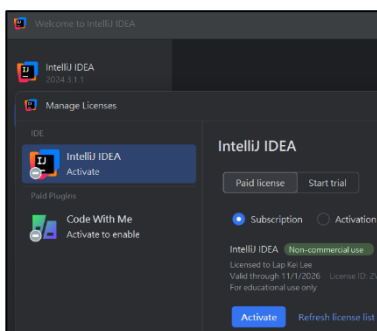 Welcome to IntelliJ IDEA
IntelliJ IDEA
2024.3.1.1
Manage Licenses
IDE
IntelliJ IDEA
Activate
Paid Plugins
Code With Me
Activate to enable
IntelliJ IDEA
Paid license Start trial
Subscription Activation
IntelliJ IDEA Non-commercial use
Licensed to Lap Kei Lee
Valid through 11/1/2026 License ID:
For educational use only
Activate Refresh license list